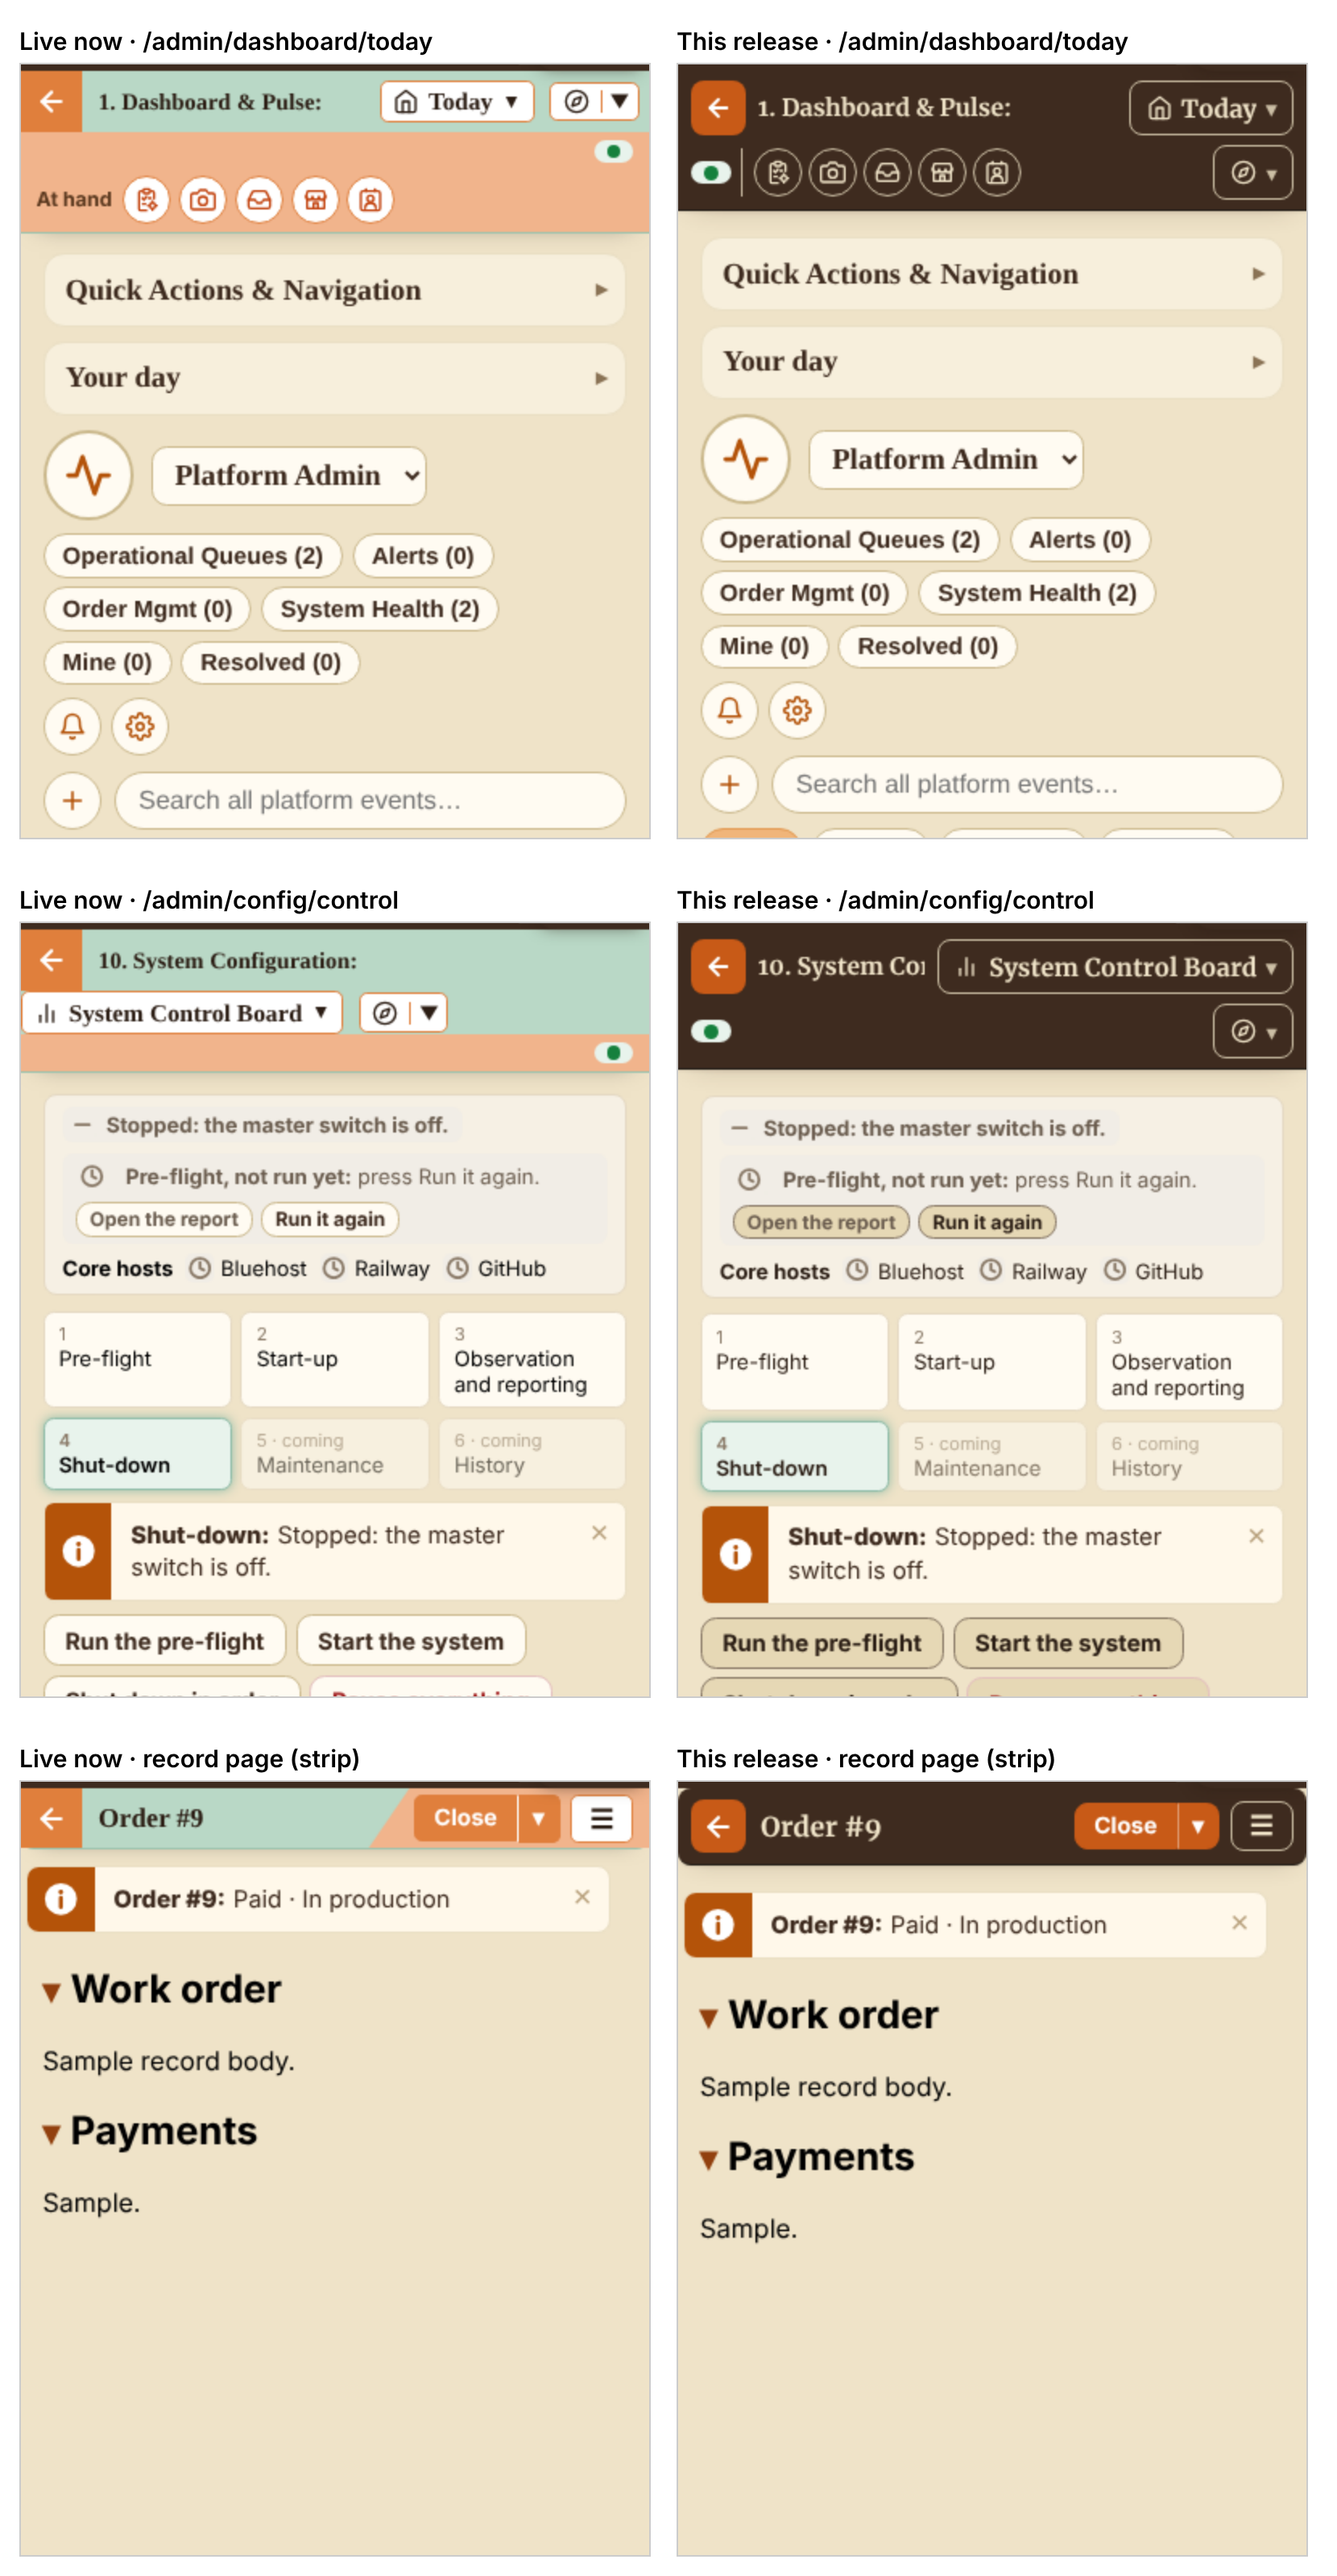 Live now · /admin/dashboard/today
1. Dashboard & Pulse:
Today ▼
▼
At hand
Quick Actions & Navigation
Your day
Platform Admin
Operational Queues (2)
Alerts (0)
Order Mgmt (0)
System Health (2)
Mine (0)
Resolved (0)
Search all platform events…
This release · /admin/dashboard/today
1. Dashboard & Pulse:
Today ▾
▾
Quick Actions & Navigation
Your day
Platform Admin
Operational Queues (2)
Alerts (0)
Order Mgmt (0)
System Health (2)
Mine (0)
Resolved (0)
Search all platform events…
Live now · /admin/config/control
10. System Configuration:
System Control Board ▼
Stopped: the master switch is off.
Pre-flight, not run yet: press Run it again.
Open the report
Run it again
Core hosts Bluehost Railway GitHub
1
Pre-flight
2
Start-up
3
Observation
and reporting
4
Shut-down
5 · coming
Maintenance
6 · coming
History
Shut-down: Stopped: the master
switch is off.
Run the pre-flight
Start the system
This release · /admin/config/control
10. System Co
System Control Board ▾
Stopped: the master switch is off.
Pre-flight, not run yet: press Run it again.
Open the report
Run it again
Core hosts Bluehost Railway GitHub
1
Pre-flight
2
Start-up
3
Observation
and reporting
4
Shut-down
5 · coming
Maintenance
6 · coming
History
Shut-down: Stopped: the master
switch is off.
Run the pre-flight
Start the system
Live now · record page (strip)
Order #9
Close
Order #9: Paid · In production
Work order
Sample record body.
Payments
Sample.
This release · record page (strip)
Order #9
Close
Order #9: Paid · In production
Work order
Sample record body.
Payments
Sample.